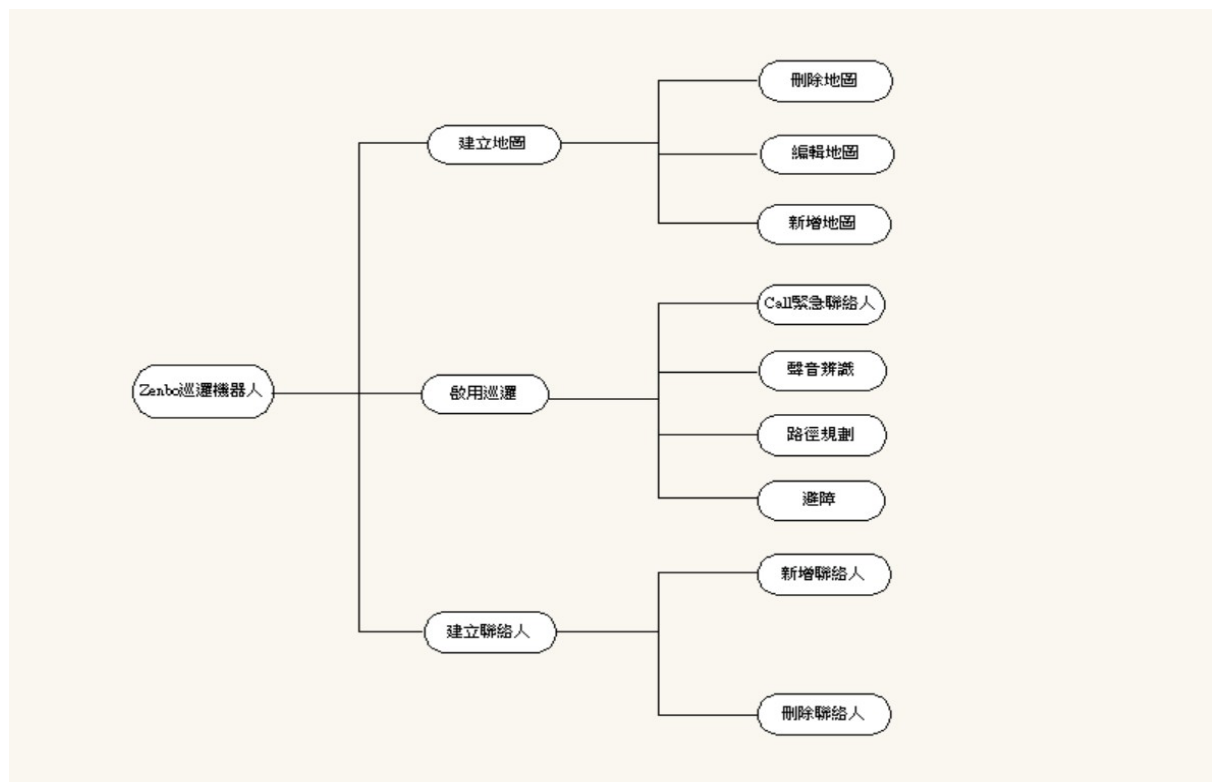 Zenbo巡邏機器人
建立地圖
刪除地圖
編輯地圖
新增地圖
啟用巡邏
Call緊急聯絡人
聲音辨識
路徑規劃
避障
建立聯絡人
新增聯絡人
刪除聯絡人